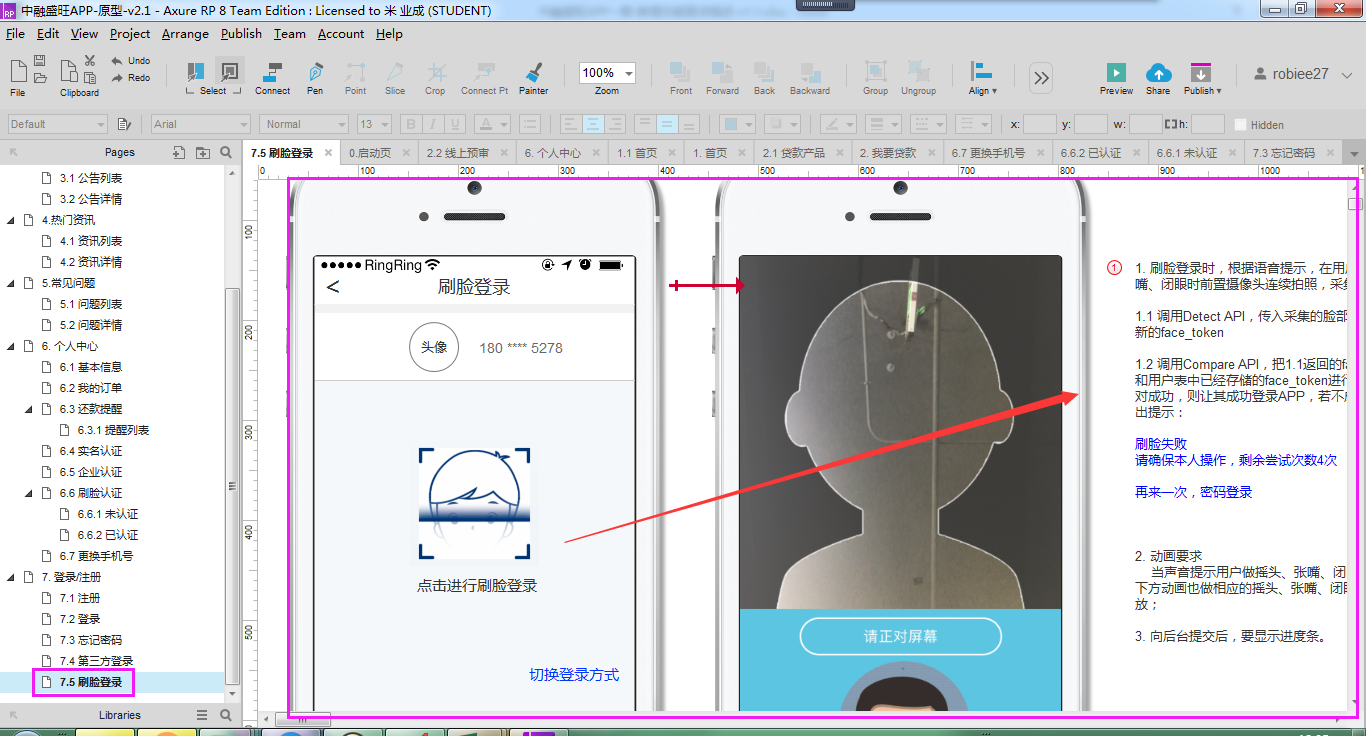 中融盛旺APP-原型-v2.1 - Axure RP 8 Team Edition : Licensed to 米 业成 (STUDENT)
File Edit View Project Arrange Publish Team Account Help
Undo
Redo
File Clipboard Select Connect Pen Point Slice Crop Connect Pt Painter
100%
Zoom
Front Forward Back Backward Group Ungroup Align ▾
Preview Share Publish ▾
robiee27
Default Arial Normal 13 B I U A x: y: w: h: Hidden
Pages
7.5 刷脸登录 0.启动页 2.2 线上预审 6. 个人中心 1.1 首页 1. 首页 2.1 贷款产品 2. 我要贷款 6.7 更换手机号 6.6.2 已认证 6.6.1 未认证 7.3 忘记密码
0 100 200 300 400 500 600 700 800 900 1000
100
200
300
400
500
3.1 公告列表
3.2 公告详情
4.热门资讯
4.1 资讯列表
4.2 资讯详情
5.常见问题
5.1 问题列表
5.2 问题详情
6. 个人中心
6.1 基本信息
6.2 我的订单
6.3 还款提醒
6.3.1 提醒列表
6.4 实名认证
6.5 企业认证
6.6 刷脸认证
6.6.1 未认证
6.6.2 已认证
6.7 更换手机号
7. 登录/注册
7.1 注册
7.2 登录
7.3 忘记密码
7.4 第三方登录
7.5 刷脸登录
Libraries
RingRing
< 刷脸登录
头像 180 **** 5278
点击进行刷脸登录
切换登录方式
请正对屏幕
1 1. 刷脸登录时，根据语音提示，在用
嘴、闭眼时前置摄像头连续拍照，采
1.1 调用Detect API，传入采集的脸部
新的face_token
1.2 调用Compare API，把1.1返回的
和用户表中已经存储的face_token进行
对成功，则让其成功登录APP，若不
出提示：
刷脸失败
请确保本人操作，剩余尝试次数4次
再来一次，密码登录
2. 动画要求
当声音提示用户做摇头、张嘴、闭
下方动画也做相应的摇头、张嘴、闭
放；
3. 向后台提交后，要显示进度条。